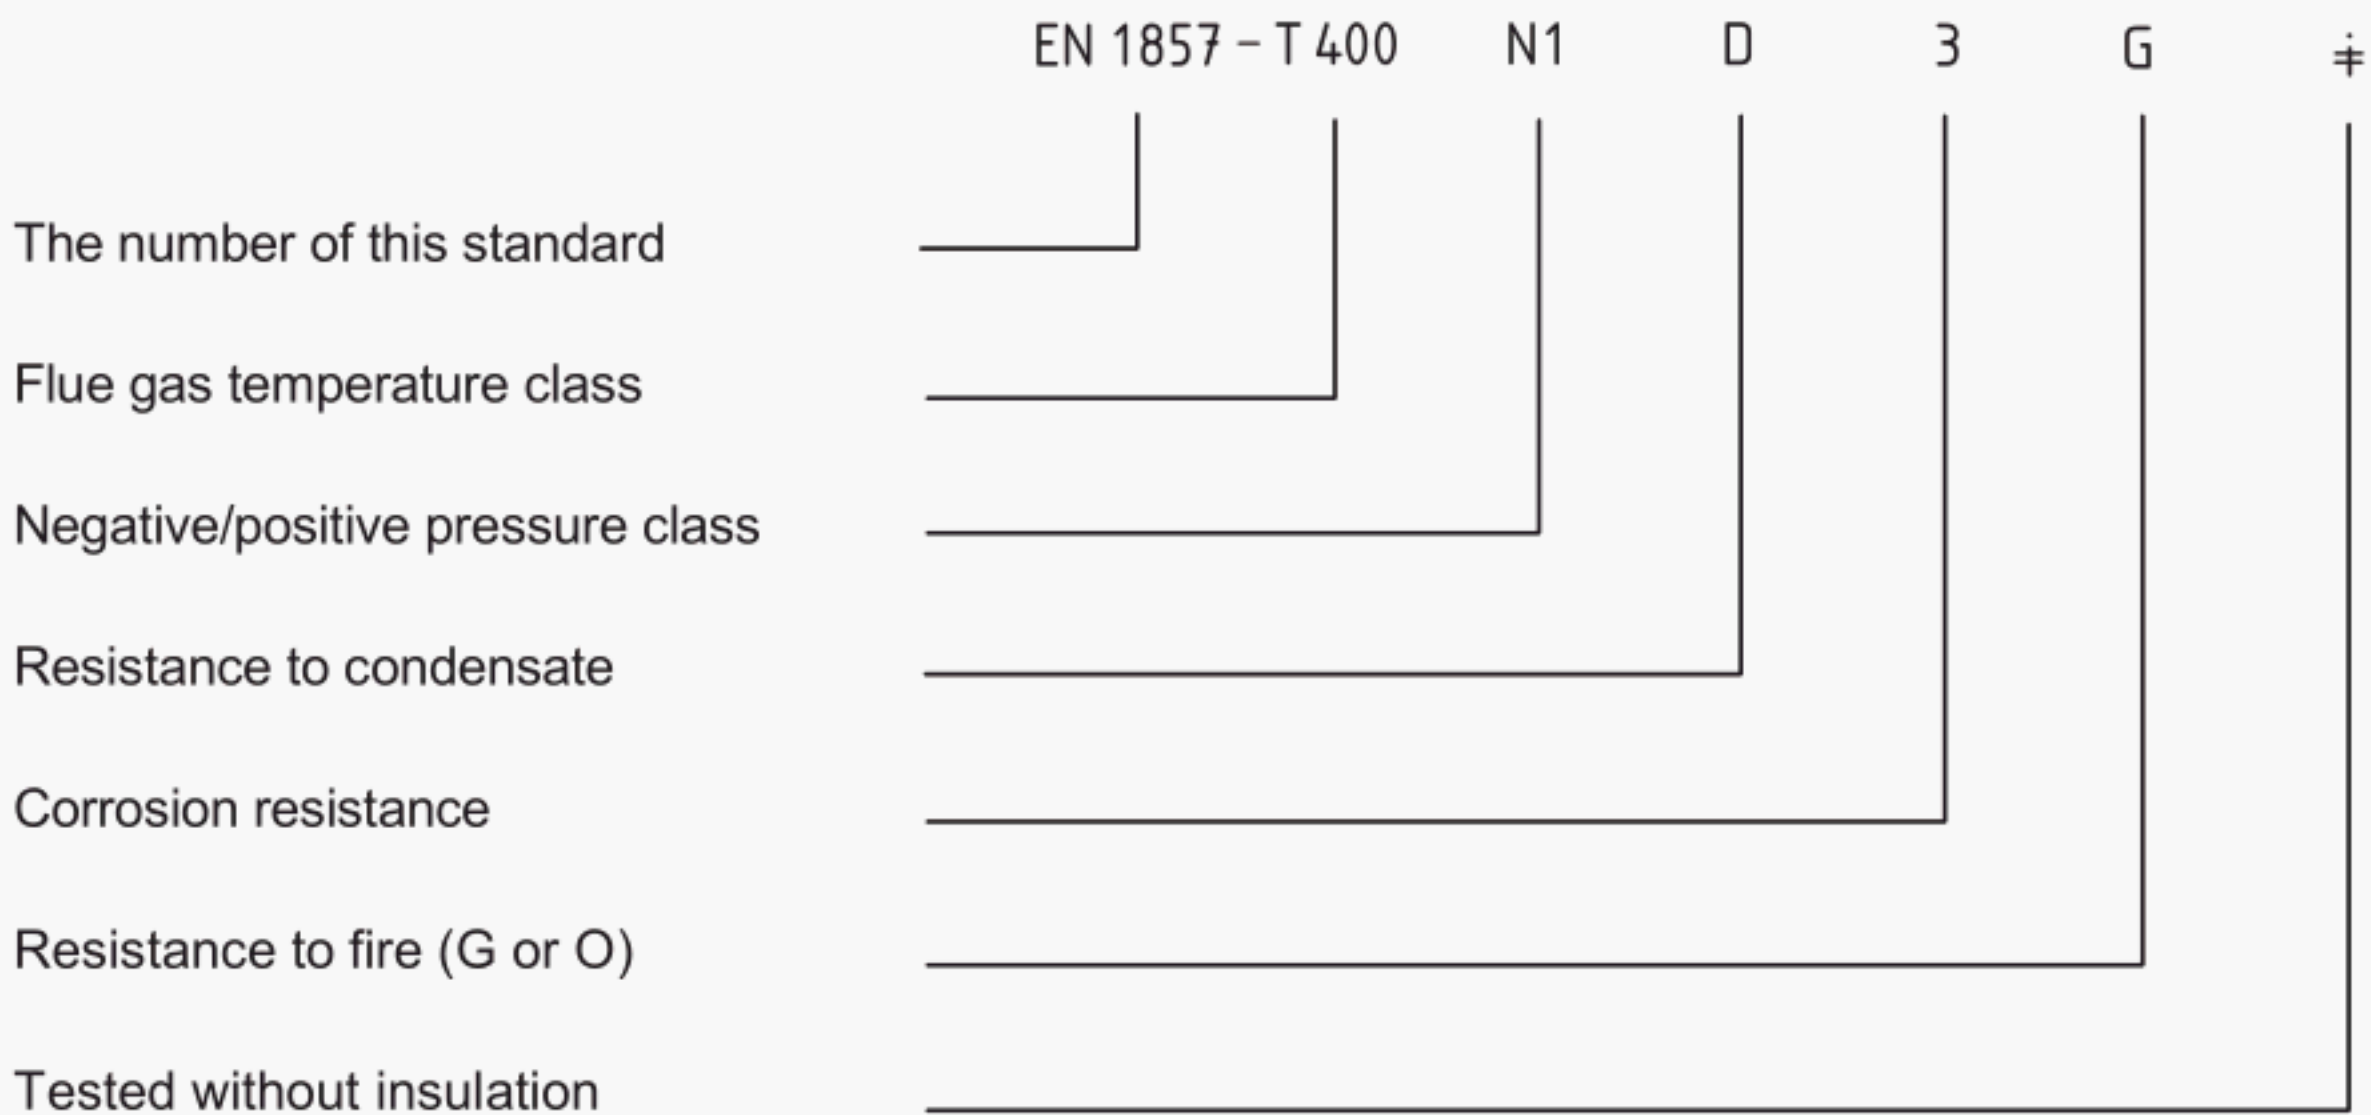 EN 1857 – T 400 N1 D 3 G ⨧
The number of this standard
Flue gas temperature class
Negative/positive pressure class
Resistance to condensate
Corrosion resistance
Resistance to fire (G or O)
Tested without insulation